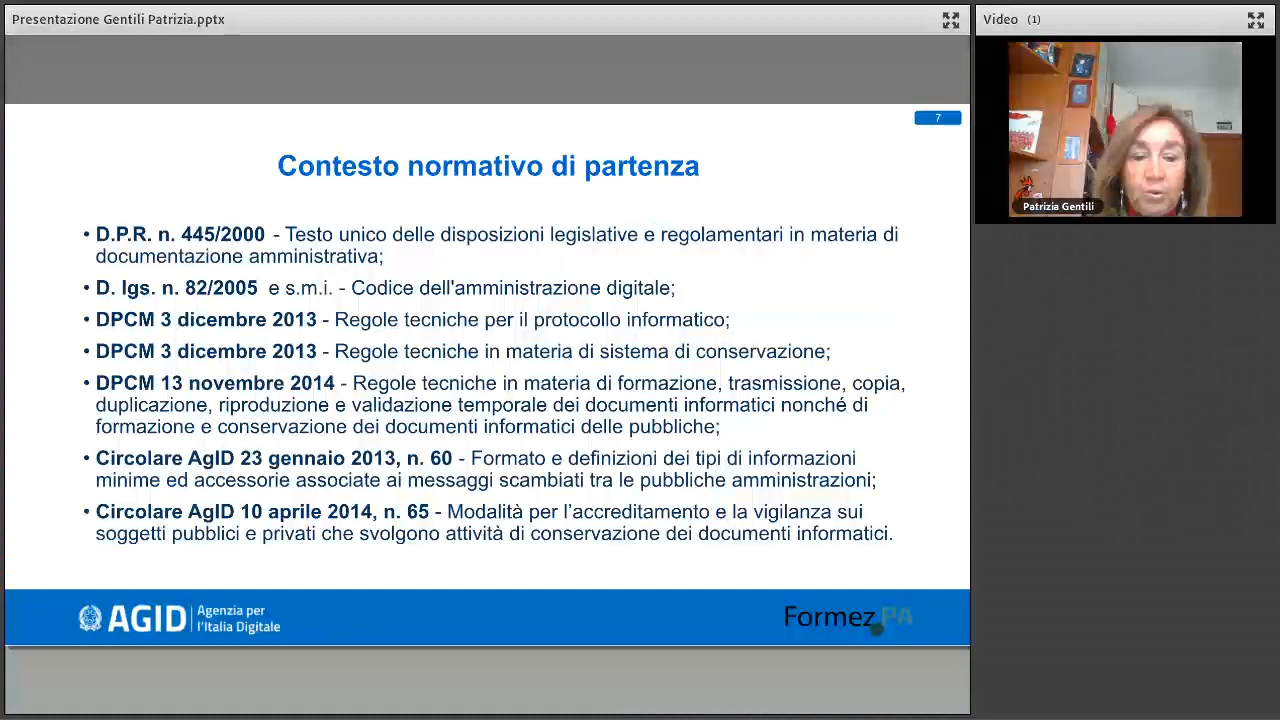 Presentazione Gentili Patrizia.pptx
Video (1)
7
Patrizia Gentili
Contesto normativo di partenza
• D.P.R. n. 445/2000 - Testo unico delle disposizioni legislative e regolamentari in materia di
documentazione amministrativa;
• D. lgs. n. 82/2005 e s.m.i. - Codice dell'amministrazione digitale;
• DPCM 3 dicembre 2013 - Regole tecniche per il protocollo informatico;
• DPCM 3 dicembre 2013 - Regole tecniche in materia di sistema di conservazione;
• DPCM 13 novembre 2014 - Regole tecniche in materia di formazione, trasmissione, copia,
duplicazione, riproduzione e validazione temporale dei documenti informatici nonché di
formazione e conservazione dei documenti informatici delle pubbliche;
• Circolare AgID 23 gennaio 2013, n. 60 - Formato e definizioni dei tipi di informazioni
minime ed accessorie associate ai messaggi scambiati tra le pubbliche amministrazioni;
• Circolare AgID 10 aprile 2014, n. 65 - Modalità per l’accreditamento e la vigilanza sui
soggetti pubblici e privati che svolgono attività di conservazione dei documenti informatici.
AGID
Agenzia per
l'Italia Digitale
Formez PA